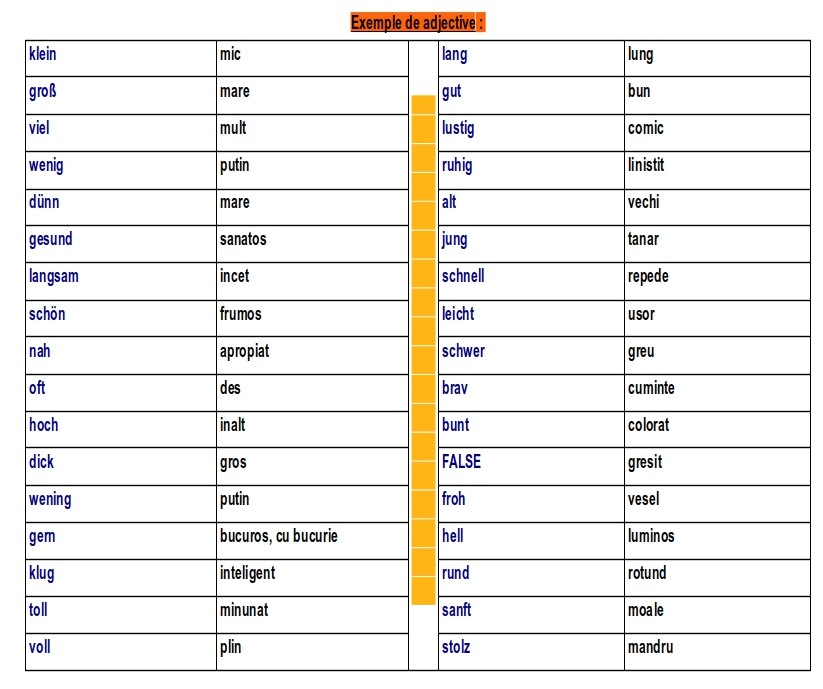 Exemple de adjective :
klein mic lang lung
groß mare gut bun
viel mult lustig comic
wenig putin ruhig linistit
dünn mare alt vechi
gesund sanatos jung tanar
langsam incet schnell repede
schön frumos leicht usor
nah apropiat schwer greu
oft des brav cuminte
hoch inalt bunt colorat
dick gros FALSE gresit
wening putin froh vesel
gern bucuros, cu bucurie hell luminos
klug inteligent rund rotund
toll minunat sanft moale
voll plin stolz mandru